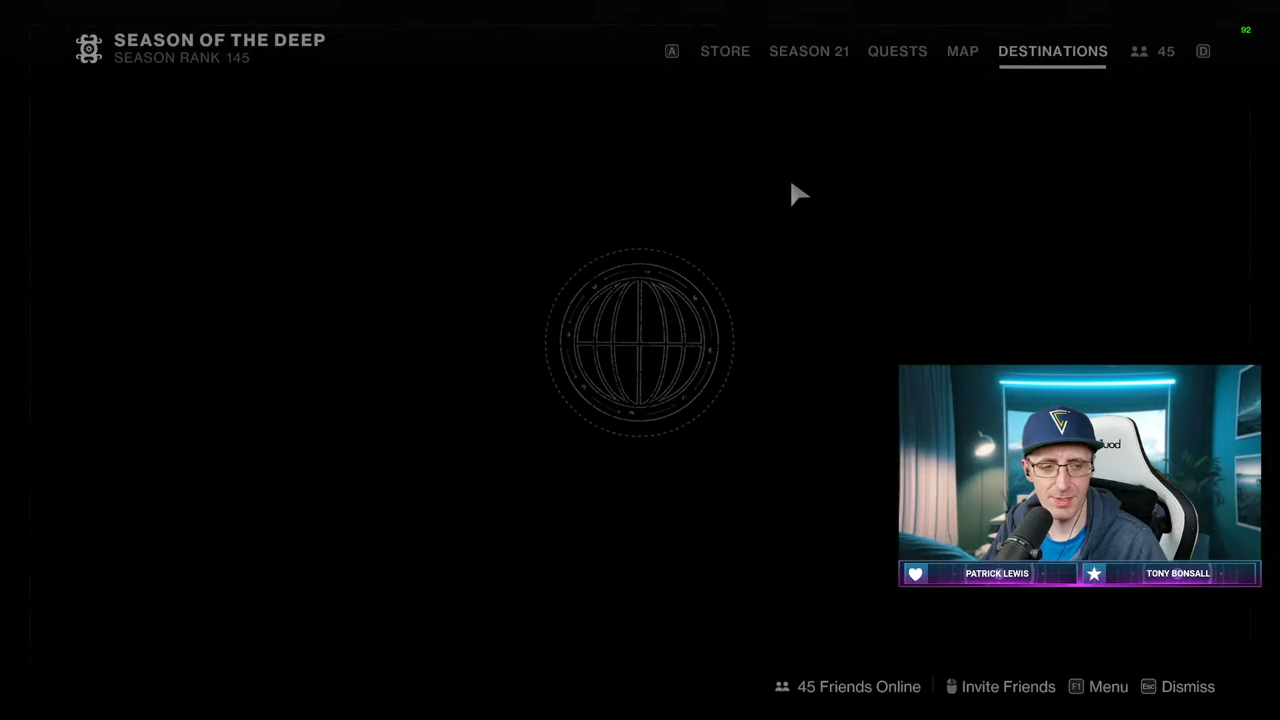 SEASON OF THE DEEP
SEASON RANK 145
A STORE SEASON 21 QUESTS MAP DESTINATIONS 45 D
92
PATRICK LEWIS TONY BONSALL
45 Friends Online Invite Friends F1 Menu Esc Dismiss